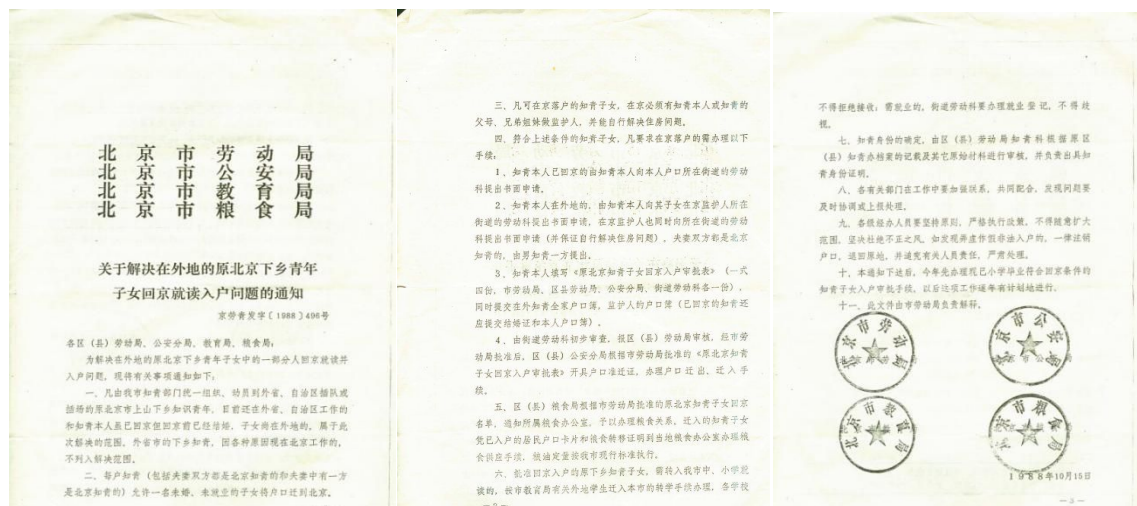 北京市劳动局
北京市公安局
北京市教育局
北京市粮食局
关于解决在外地的原北京下乡青年
子女回京就读入户问题的通知
京劳青发字〔1988〕496号
各区（县）劳动局、公安分局、教育局、粮食局：
为解决在外地的原北京下乡青年子女中的一部分人回京就读并
入户问题，现将有关事项通知如下：
一、凡由我市知青部门统一组织、动员到外省、自治区插队或
插场的原北京市上山下乡知识青年，目前还在外省、自治区工作的
和知青本人虽已回京但回京前已经结婚，子女尚在外地的，属于此
次解决的范围。外省市的下乡知青，因各种原因现在北京工作的，
不列入解决范围。
二、每户知青（包括夫妻双方都是北京知青的和夫妻中有一方
是北京知青的）允许一名未婚、未就业的子女将户口迁到北京。
三、凡可在京落户的知青子女，在京必须有知青本人或知青的
父母、兄弟姐妹做监护人，并能自行解决住房问题。
四、符合上述条件的知青子女，凡要求在京落户的需办理以下
手续：
1、知青本人已回京的由知青本人向本人户口所在街道的劳动
科提出书面申请。
2、知青本人在外地的，由知青本人向其子女在京监护人所在
街道的劳动科提出书面申请，在京监护人也同时向所在街道的劳动
科提出书面申请（并保证自行解决住房问题）。夫妻双方都是北京
知青的，由男知青一方提出。
3、知青本人填写《原北京知青子女回京入户审批表》（一式
四份，市劳动局、区县劳动局、公安分局、街道劳动科各一份），
同时提交在外知青全家户口簿，监护人的户口簿（已回京的知青还
应提交结婚证和本人户口簿）。
4、由街道劳动科初步审查，报区（县）劳动局审核，经市劳
动局批准后，区（县）公安分局根据市劳动局批准的《原北京知青
子女回京入户审批表》开具户口准迁证，办理户口迁出、迁入手
续。
五、区（县）粮食局根据市劳动局批准的原北京知青子女回京
名单，通知所属粮食办公室，予以办理粮食关系。迁入的知青子女
凭已入户的居民户口卡片和粮食转移证明到当地粮食办公室办理粮
食供应手续，粮油定量按我市现行标准执行。
六、批准回京入户的原下乡知青子女，需转入我市中、小学就
读的，按市教育局有关外地学生迁入本市的转学手续办理，各学校
—2—
不得拒绝接收；需就业的，街道劳动科要办理就业登记，不得歧
视。
七、知青身份的确定，由区（县）劳动局知青科根据原区
（县）知青办档案的记载及其它原始材料进行审核，并负责出具知
青身份证明。
八、各有关部门在工作中要加强联系，共同配合，发现问题要
及时协调或上报处理。
九、各级经办人员要坚持原则，严格执行政策，不得随意扩大
范围，坚决杜绝不正之风，如发现弄虚作假非法入户的，一律注销
户口，退回原地，并追究有关人员责任，严肃处理。
十、本通知下达后，今年先办理现已小学毕业符合回京条件的
知青子女入户审批手续，以后这项工作逐年有计划地进行。
十一、此文件由市劳动局负责解释。
北京市劳动局
北京市公安局
北京市教育局
北京市粮食局
1988年10月15日
—3—